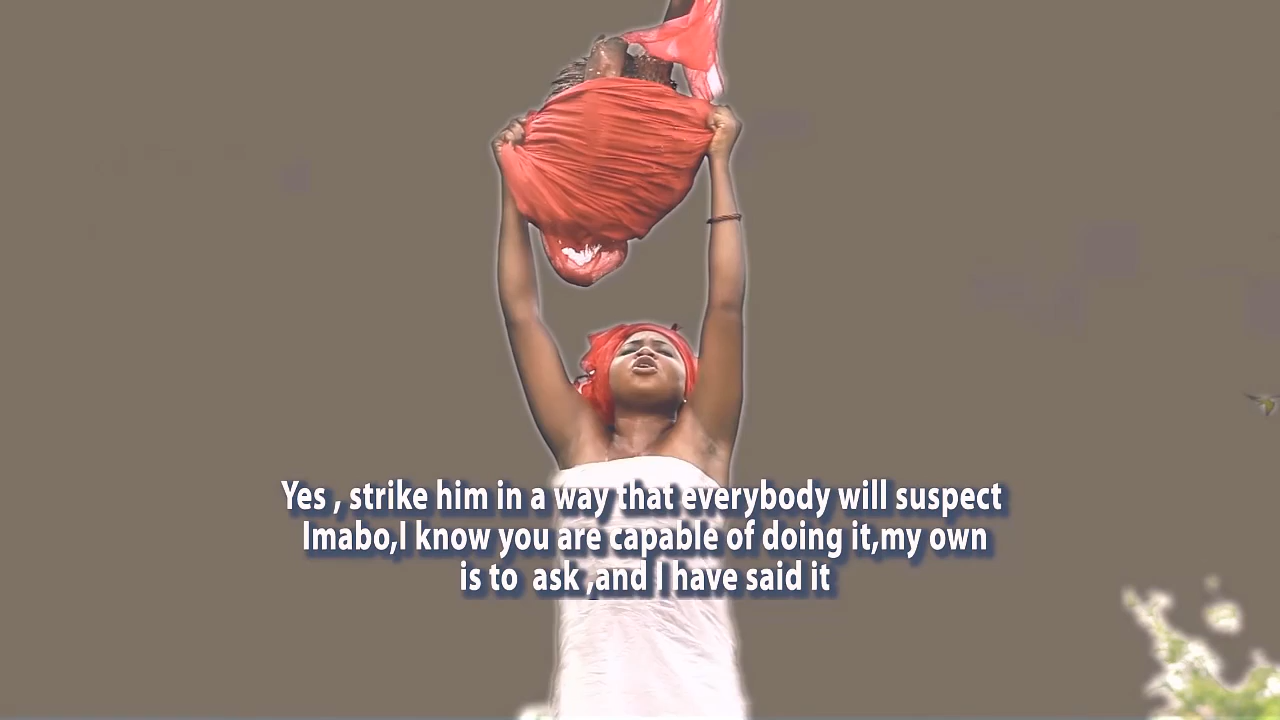 Yes , strike him in a way that everybody will suspect
Imabo,I know you are capable of doing it,my own
is to  ask ,and I have said it